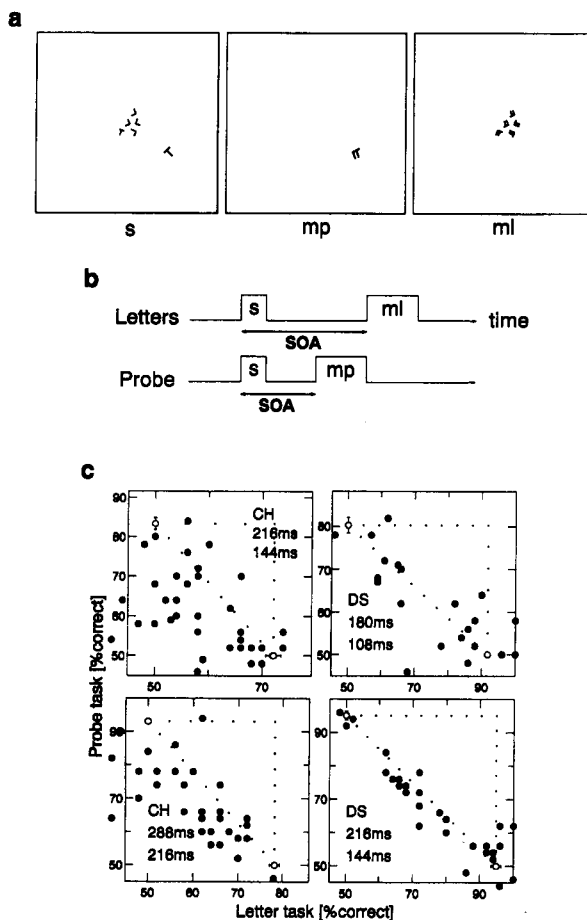 a
s
mp
ml
b
Letters
s
ml
time
SOA
Probe
s
mp
SOA
c
Probe task [%correct]
90
80
70
60
50
CH
216ms
144ms
50
60
70
80
70
60
50
DS
180ms
108ms
50
70
90
90
70
50
CH
288ms
216ms
50
60
70
80
90
70
50
DS
216ms
144ms
50
60
70
80
90
Letter task [%correct]